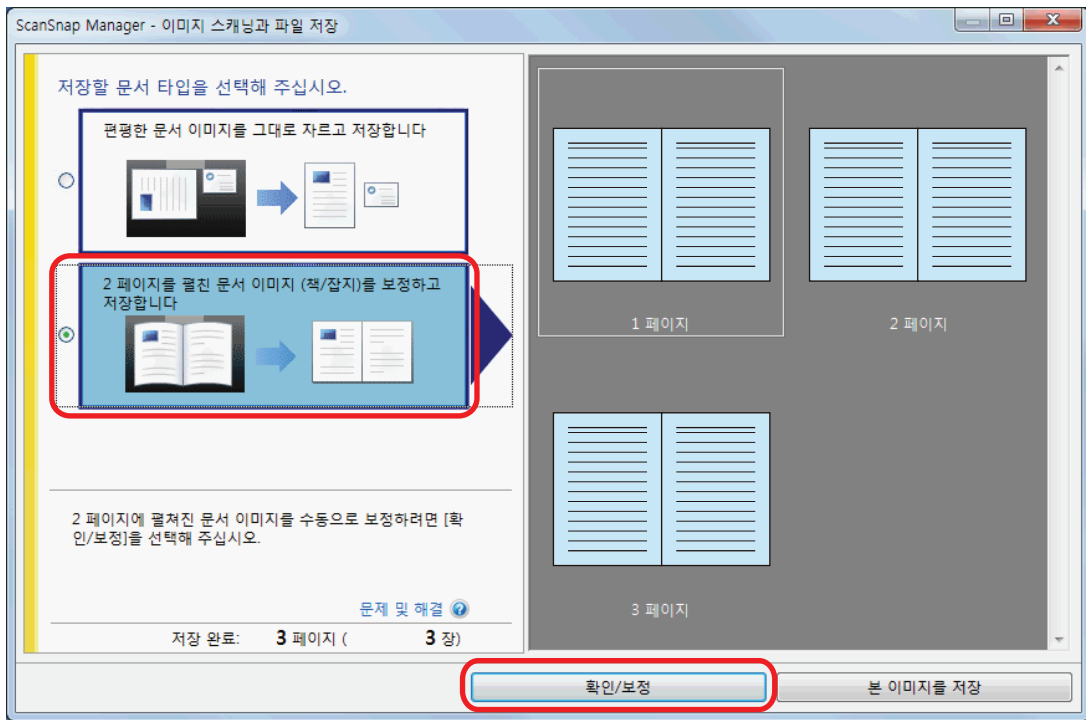 ScanSnap Manager - 이미지 스캐닝과 파일 저장
저장할 문서 타입을 선택해 주십시오.
편평한 문서 이미지를 그대로 자르고 저장합니다
2 페이지를 펼친 문서 이미지 (책/잡지)를 보정하고
저장합니다
2 페이지에 펼쳐진 문서 이미지를 수동으로 보정하려면 [확
인/보정]을 선택해 주십시오.
문제 및 해결
저장 완료: 3 페이지 ( 3 장)
1 페이지
2 페이지
3 페이지
확인/보정
본 이미지를 저장